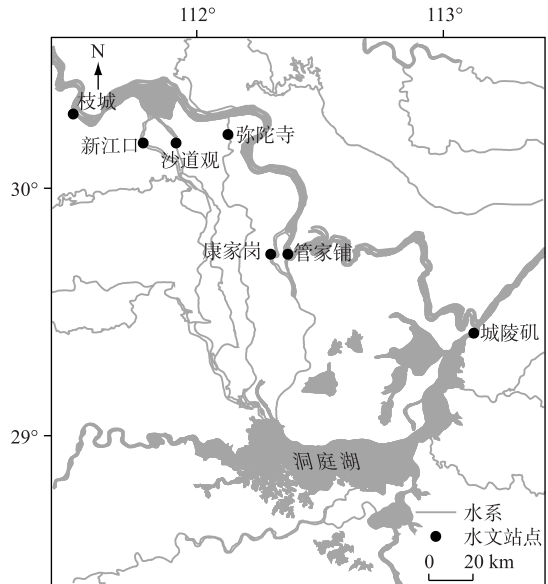 112° 113°
N
枝城
新江口
沙道观
弥陀寺
30°
康家岗
管家铺
城陵矶
29°
洞庭湖
水系
水文站点
0 20 km